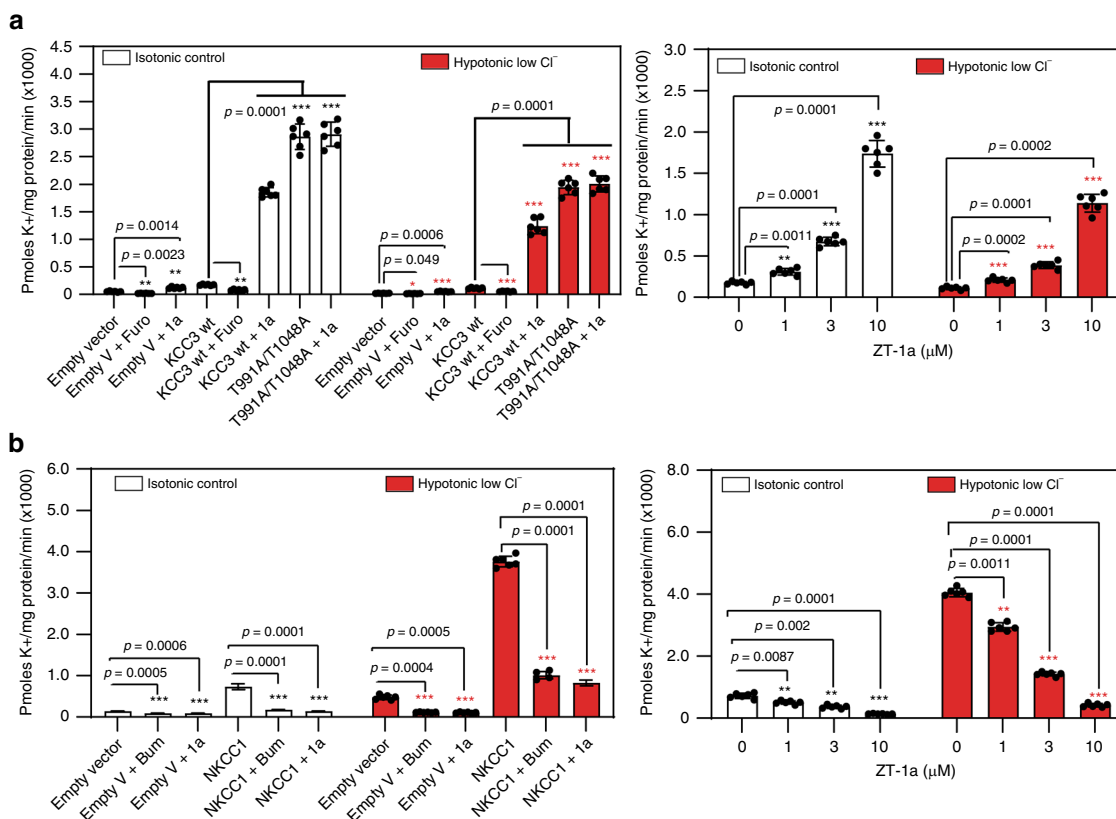 a
Pmoles K+/mg protein/min (x1000)
4.5
4.0
3.5
3.0
2.5
2.0
1.5
1.0
0.5
0
Isotonic control
Hypotonic low Cl⁻
p = 0.0014
p = 0.0023
**
**
p = 0.0001
**
***
***
p = 0.0006
p = 0.049
*
***
p = 0.0001
***
***
***
***
Empty vector
Empty V + Furo
Empty V + 1a
KCC3 wt
KCC3 wt + Furo
KCC3 wt + 1a
T991A/T1048A
T991A/T1048A + 1a
Empty vector
Empty V + Furo
Empty V + 1a
KCC3 wt
KCC3 wt + Furo
KCC3 wt + 1a
T991A/T1048A
T991A/T1048A + 1a
Pmoles K+/mg protein/min (x1000)
3.0
2.5
2.0
1.5
1.0
0.5
0
Isotonic control
Hypotonic low Cl⁻
p = 0.0001
p = 0.0001
p = 0.0011
**
***
***
p = 0.0002
p = 0.0001
p = 0.0002
***
***
***
0 1 3 10 0 1 3 10
ZT-1a (μM)
b
Pmoles K+/mg protein/min (x1000)
6.0
5.0
4.0
3.0
2.0
1.0
0
Isotonic control
Hypotonic low Cl⁻
p = 0.0006
p = 0.0005
***
***
p = 0.0001
p = 0.0001
***
***
p = 0.0005
p = 0.0004
***
***
p = 0.0001
p = 0.0001
***
***
Empty vector
Empty V + Bum
Empty V + 1a
NKCC1
NKCC1 + Bum
NKCC1 + 1a
Empty vector
Empty V + Bum
Empty V + 1a
NKCC1
NKCC1 + Bum
NKCC1 + 1a
Pmoles K+/mg protein/min (x1000)
8.0
6.0
4.0
2.0
0
Isotonic control
Hypotonic low Cl⁻
p = 0.0001
p = 0.002
p = 0.0087
**
**
***
p = 0.0001
p = 0.0001
p = 0.0011
**
***
***
0 1 3 10 0 1 3 10
ZT-1a (μM)